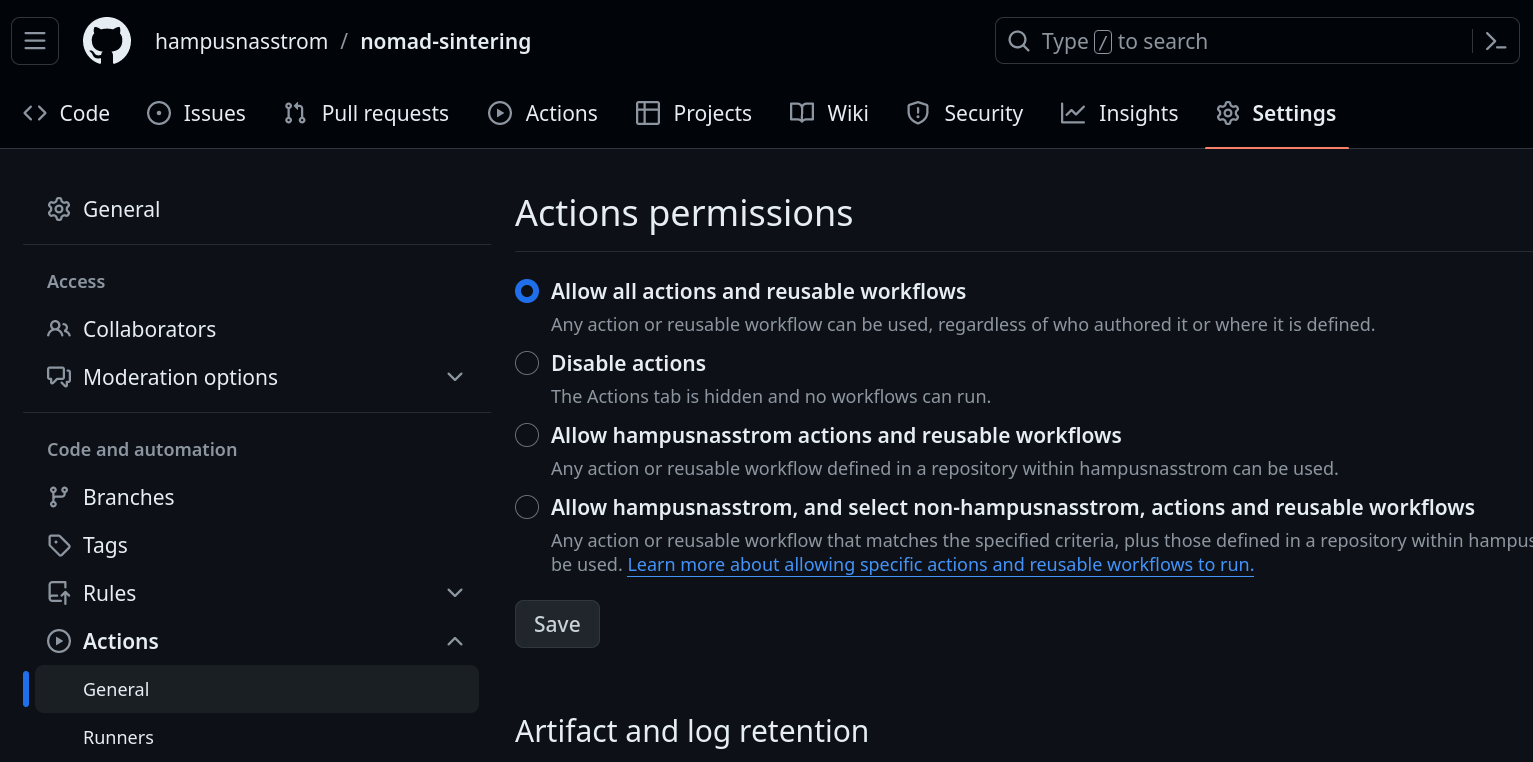 hampusnasstrom / nomad-sintering
Type / to search
Code Issues Pull requests Actions Projects Wiki Security Insights Settings
General
Access
Collaborators
Moderation options
Code and automation
Branches
Tags
Rules
Actions
General
Runners
Actions permissions
Allow all actions and reusable workflows
Any action or reusable workflow can be used, regardless of who authored it or where it is defined.
Disable actions
The Actions tab is hidden and no workflows can run.
Allow hampusnasstrom actions and reusable workflows
Any action or reusable workflow defined in a repository within hampusnasstrom can be used.
Allow hampusnasstrom, and select non-hampusnasstrom, actions and reusable workflows
Any action or reusable workflow that matches the specified criteria, plus those defined in a repository within hampus
be used. Learn more about allowing specific actions and reusable workflows to run.
Save
Artifact and log retention